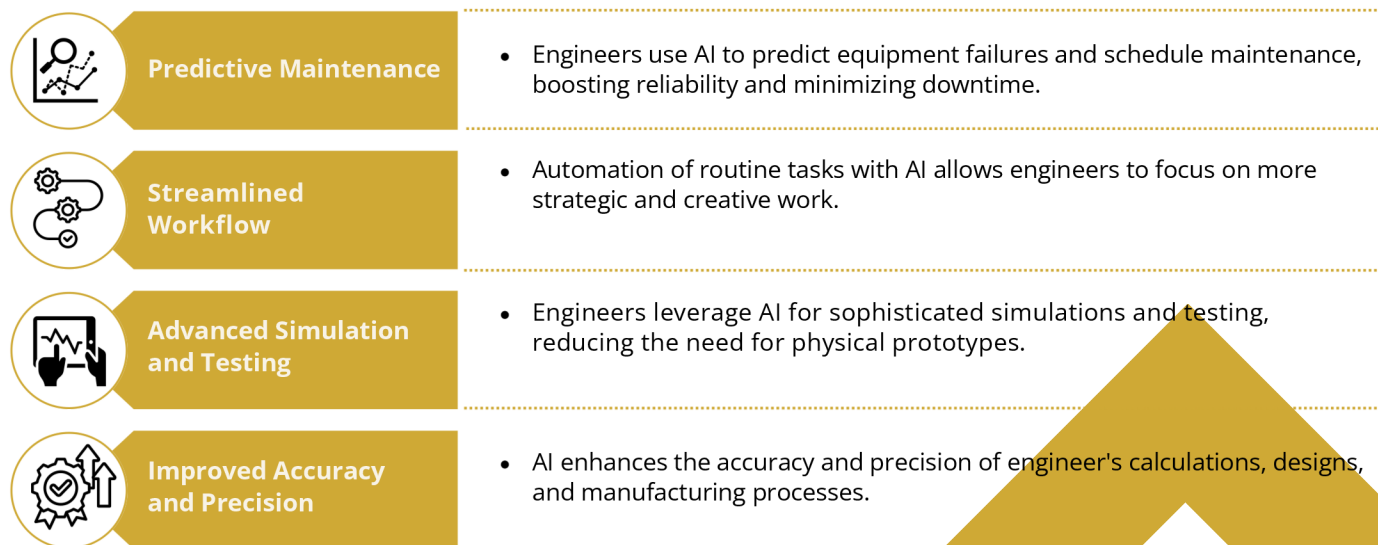 Predictive Maintenance
• Engineers use AI to predict equipment failures and schedule maintenance,
boosting reliability and minimizing downtime.
Streamlined
Workflow
• Automation of routine tasks with AI allows engineers to focus on more
strategic and creative work.
Advanced Simulation
and Testing
• Engineers leverage AI for sophisticated simulations and testing,
reducing the need for physical prototypes.
Improved Accuracy
and Precision
• AI enhances the accuracy and precision of engineer's calculations, designs,
and manufacturing processes.